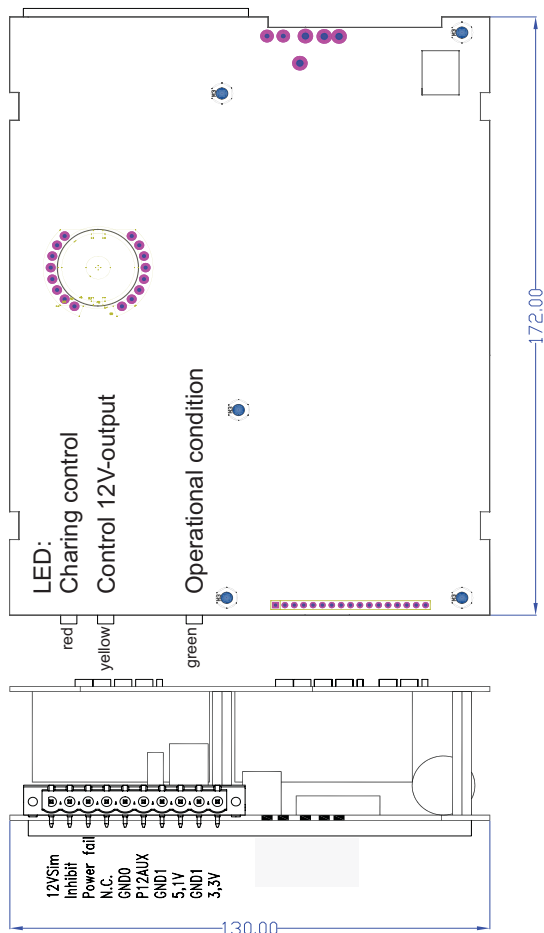 172.00
LED:
Charing control
Control 12V-output
Operational condition
red
yellow
green
12VSim
Inhibit
Power fail
N.C.
GND0
P12AUX
GND1
5,1V
GND1
3,3V
130.00